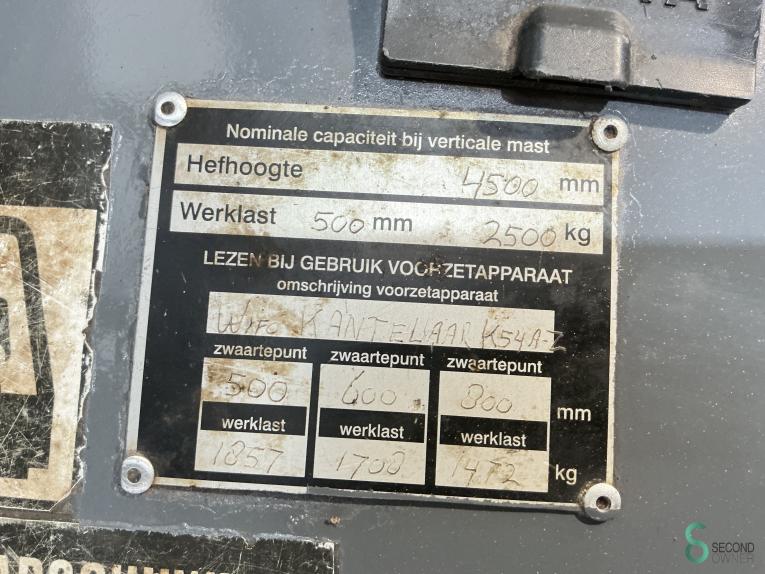 Nominale capaciteit bij verticale mast
Hefhoogte 4500 mm
Werklast 500 mm 2500 kg
LEZEN BIJ GEBRUIK VOORZETAPPARAAT
omschrijving voorzetapparaat
Wifo KANTELAAR K54A-Z
zwaartepunt zwaartepunt zwaartepunt
500 600 800 mm
werklast werklast werklast
1857 1708 1472 kg
SECOND
OWNER